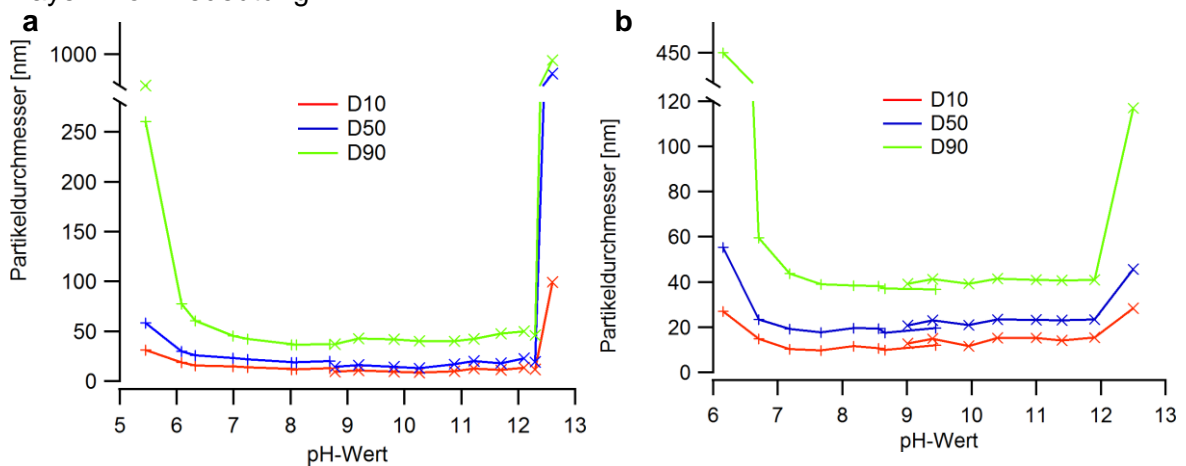 a
b
Partikeldurchmesser [nm]
1000
250
200
150
100
50
0
D10
D50
D90
5 6 7 8 9 10 11 12 13
pH-Wert
Partikeldurchmesser [nm]
450
120
100
80
60
40
20
0
D10
D50
D90
6 7 8 9 10 11 12 13
pH-Wert